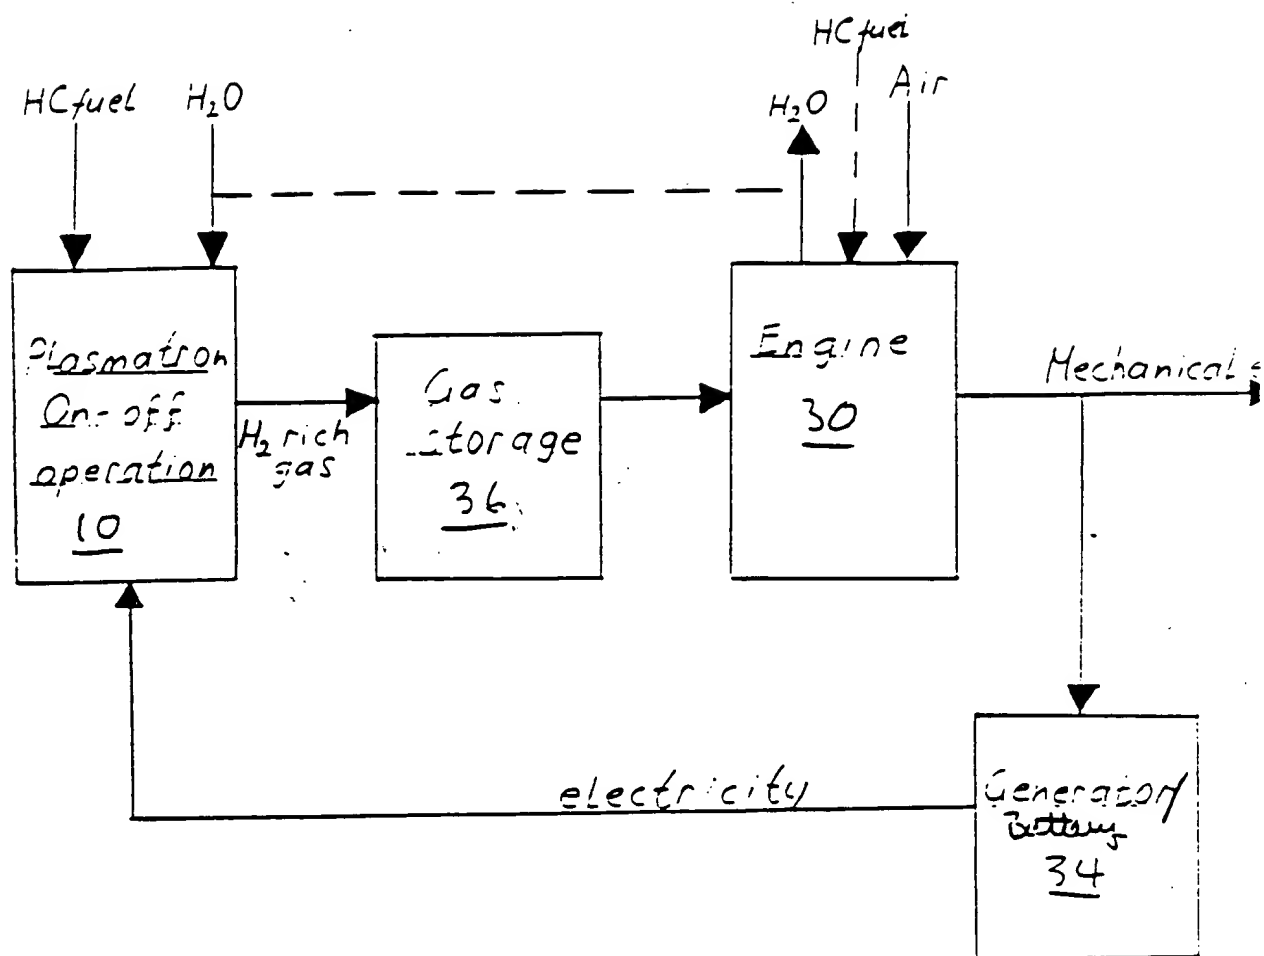 HC fuel
Air
HC fuel
H₂O
H₂O
Plasmatron
On-off
operation
10
H₂ rich
gas
Gas
storage
36
Engine
30
Mechanical
electricity
Generator/
Battery
34